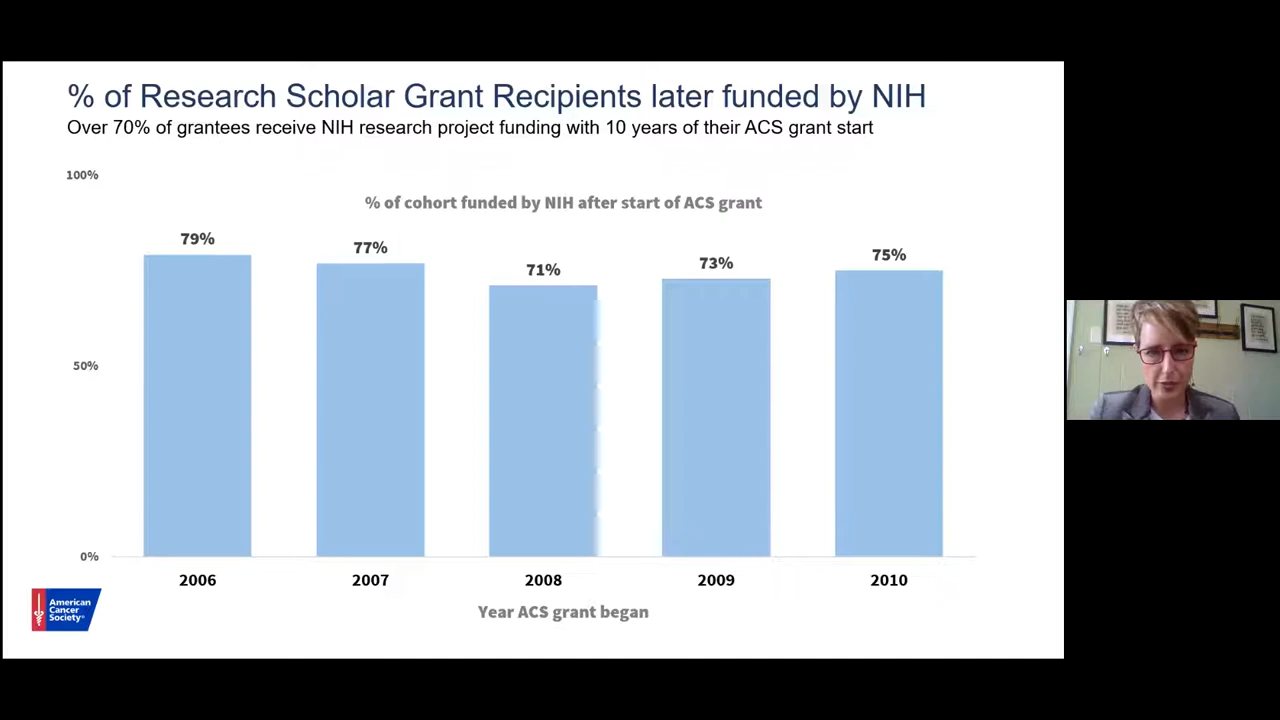 % of Research Scholar Grant Recipients later funded by NIH
Over 70% of grantees receive NIH research project funding with 10 years of their ACS grant start
100%
% of cohort funded by NIH after start of ACS grant
79%
77%
71%
73%
75%
50%
0%
2006
2007
2008
2009
2010
Year ACS grant began
American
Cancer
Society®